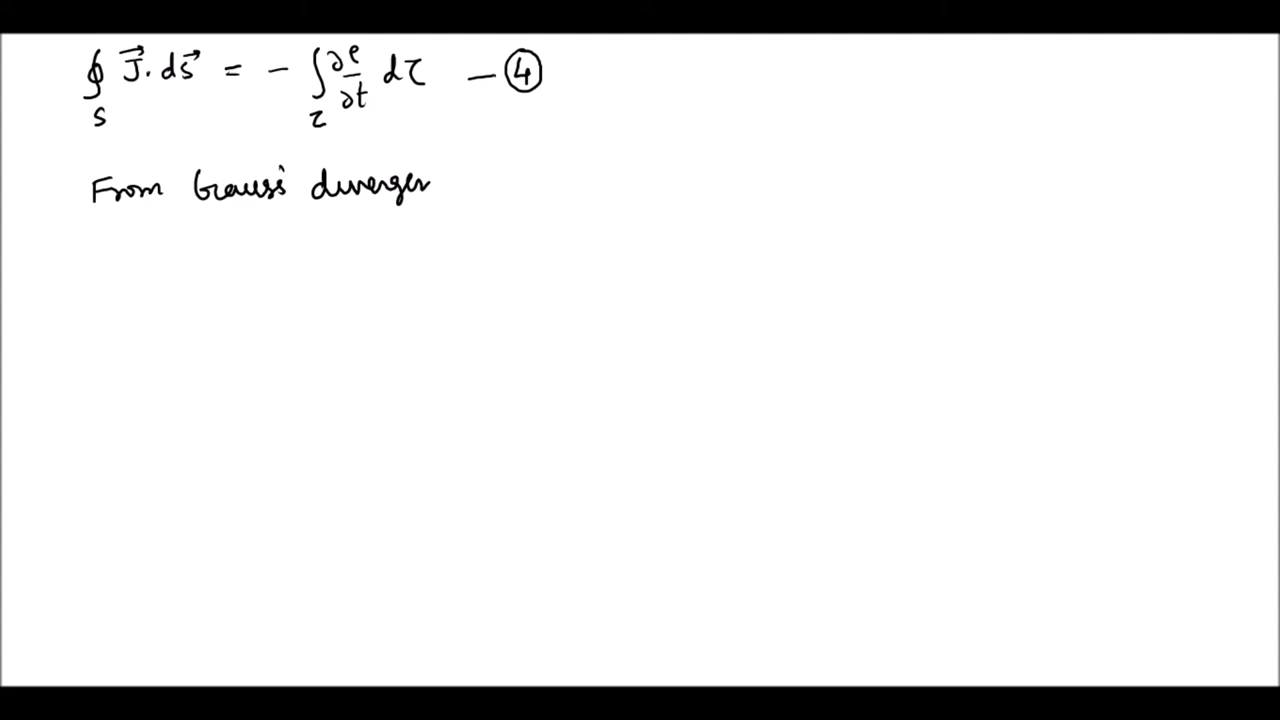 ∮_S J⃗ . dS⃗ = - ∫_τ ∂ρ/∂t dτ — ④
From Gauss's divergen